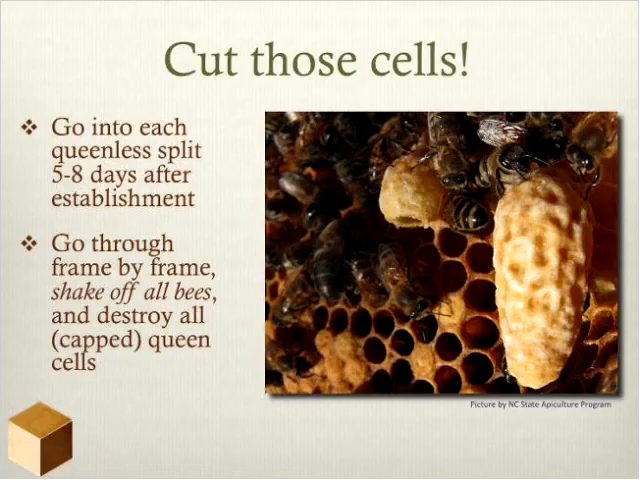 Cut those cells!
❖ Go into each
queenless split
5-8 days after
establishment
❖ Go through
frame by frame,
shake off all bees,
and destroy all
(capped) queen
cells
Picture by NC State Apiculture Program